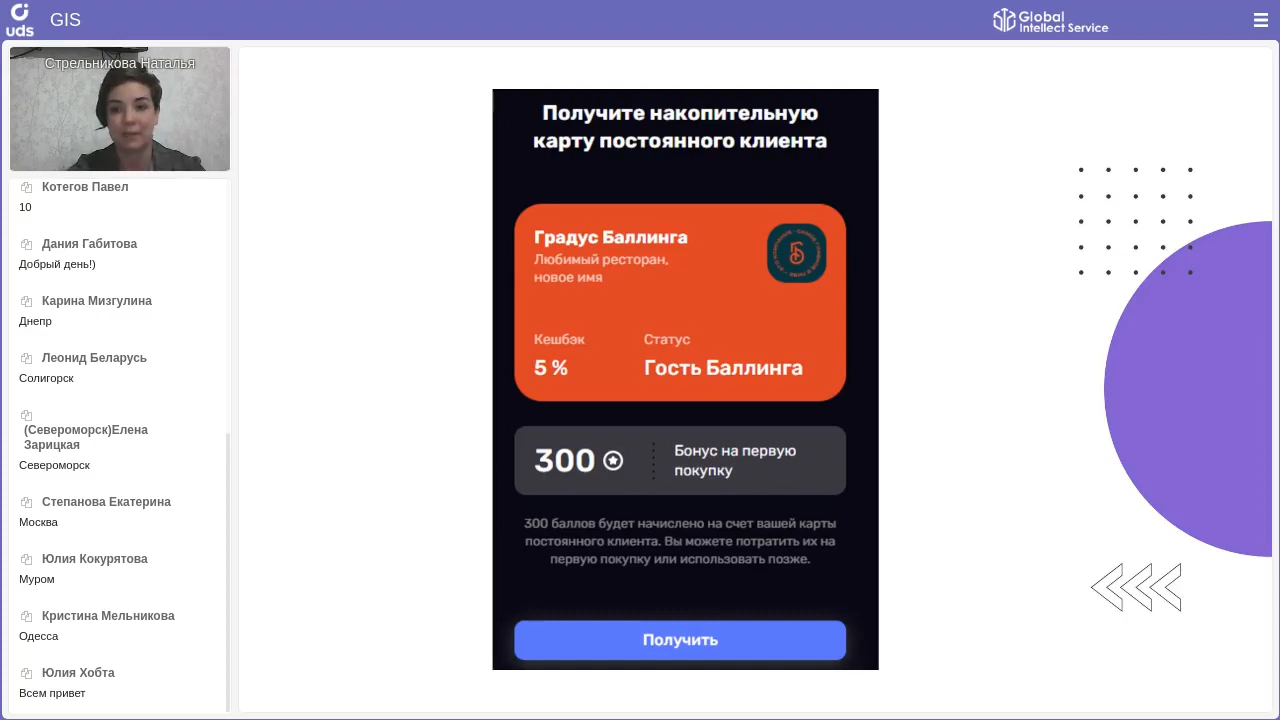 uds
GIS
Global
Intellect Service
Стрельникова Наталья
Котегов Павел
10
Дания Габитова
Добрый день!)
Карина Мизгулина
Днепр
Леонид Беларусь
Солигорск
(Североморск)Елена
Зарицкая
Североморск
Степанова Екатерина
Москва
Юлия Кокурятова
Муром
Кристина Мельникова
Одесса
Юлия Хобта
Всем привет
Получите накопительную
карту постоянного клиента
Градус Баллинга
Любимый ресторан,
новое имя
Кешбэк
Статус
5 %
Гость Баллинга
300
Бонус на первую
покупку
300 баллов будет начислено на счет вашей карты
постоянного клиента. Вы можете потратить их на
первую покупку или использовать позже.
Получить